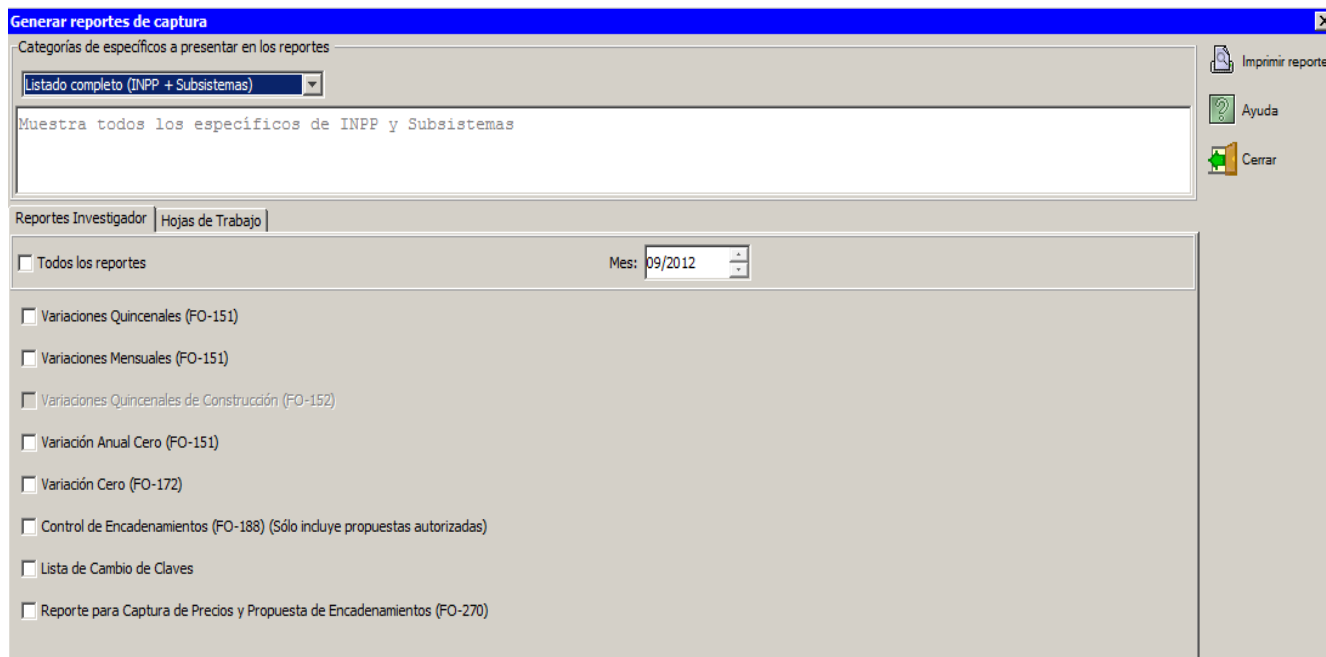 Generar reportes de captura
Categorías de específicos a presentar en los reportes
Listado completo (INPP + Subsistemas)
Muestra todos los específicos de INPP y Subsistemas
Imprimir reporte
Ayuda
Cerrar
Reportes Investigador
Hojas de Trabajo
Todos los reportes
Mes: 09/2012
Variaciones Quincenales (FO-151)
Variaciones Mensuales (FO-151)
Variaciones Quincenales de Construcción (FO-152)
Variación Anual Cero (FO-151)
Variación Cero (FO-172)
Control de Encadenamientos (FO-188) (Sólo incluye propuestas autorizadas)
Lista de Cambio de Claves
Reporte para Captura de Precios y Propuesta de Encadenamientos (FO-270)